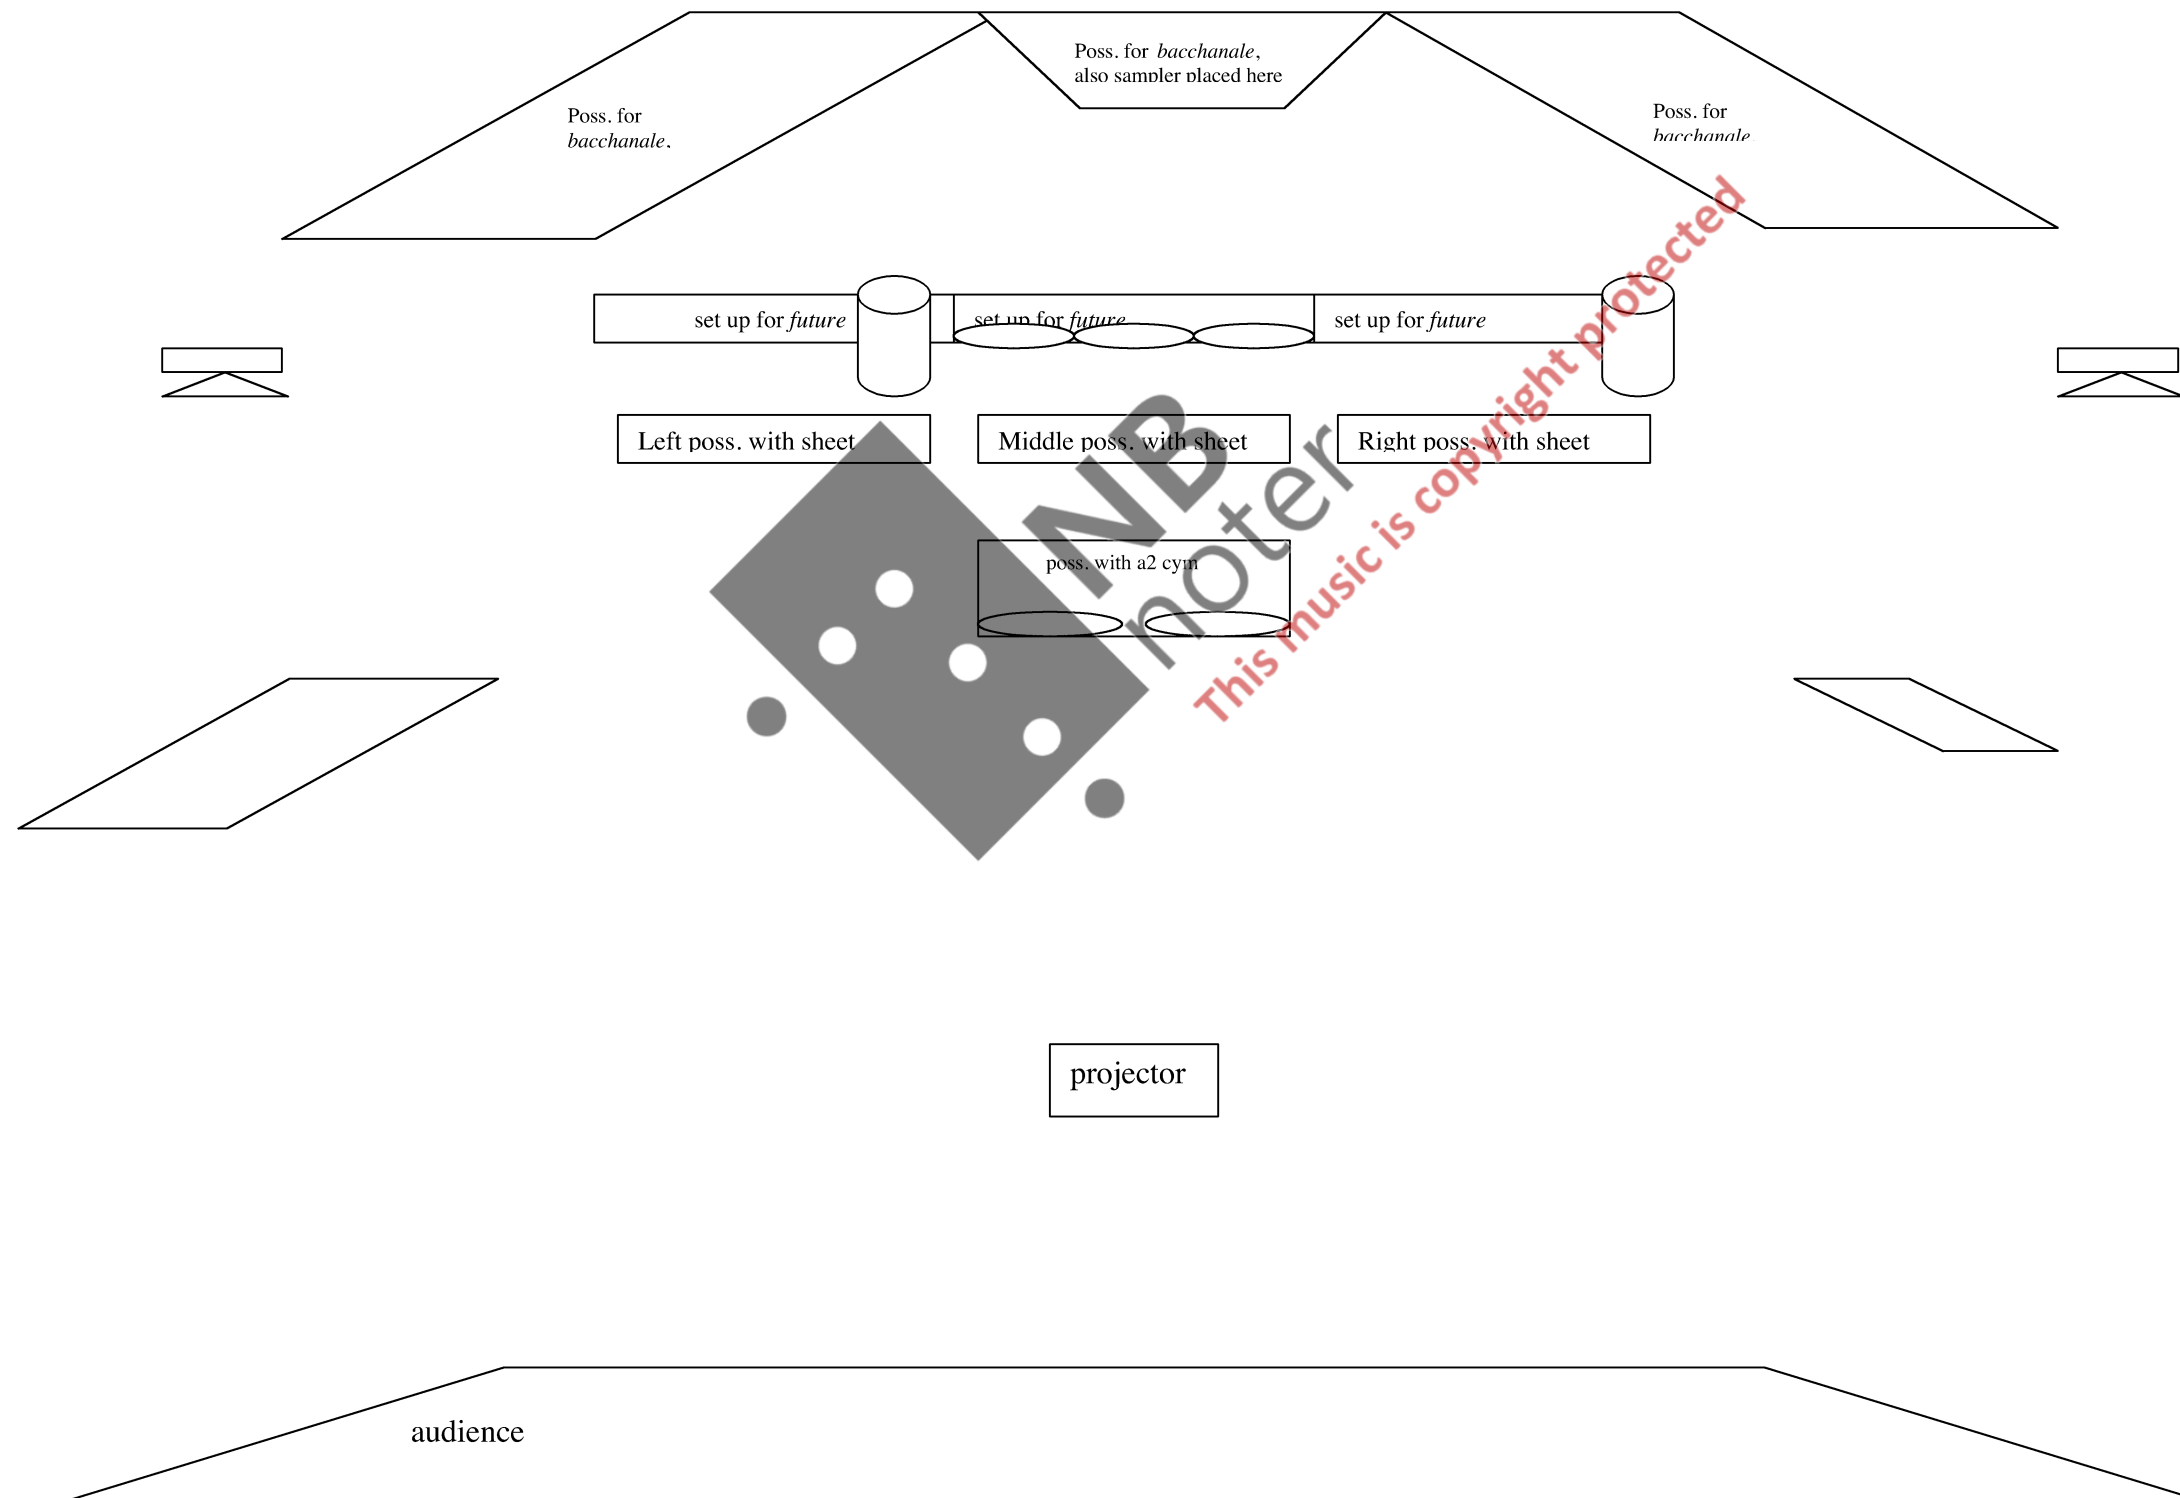 Poss. for bacchanale,
also sampler placed here
Poss. for
bacchanale,
Poss. for
bacchanale,
set up for future
set up for future
set up for future
Left poss. with sheet
Middle poss. with sheet
Right poss. with sheet
poss. with a2 cym
NB
noter
This music is copyright protected
projector
audience